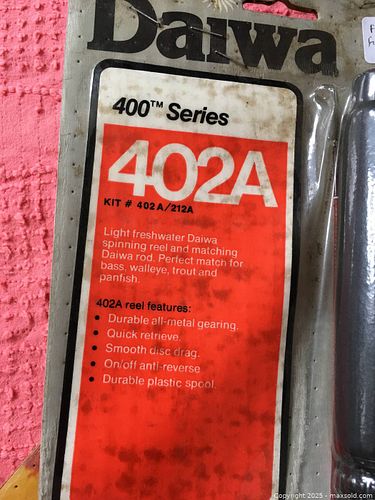 Daiwa
400™ Series
402A
KIT # 402A/212A
Light freshwater Daiwa
spinning reel and matching
Daiwa rod. Perfect match for
bass, walleye, trout and
panfish.
402A reel features:
• Durable all-metal gearing.
• Quick retrieve.
• Smooth disc drag.
• On/off anti-reverse
• Durable plastic spool.
Copyright 2025 - maxsold.com